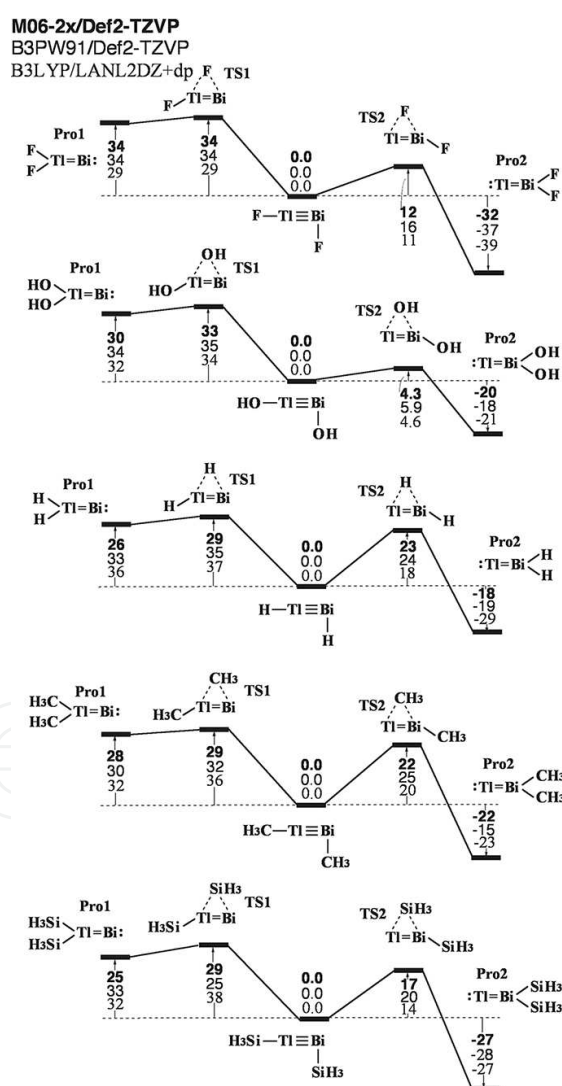 M06-2x/Def2-TZVP
B3PW91/Def2-TZVP
B3LYP/LANL2DZ+dp
F
TS1
F
Tl=Bi
Pro1
F
Tl=Bi:
F
34
34
29
34
34
29
0.0
0.0
0.0
F—Tl≡Bi
F
TS2
F
Tl=Bi
F
12
16
11
Pro2
:Tl=Bi
F
F
-32
-37
-39
Pro1
HO
Tl=Bi:
HO
OH
TS1
HO
Tl=Bi
30
34
32
33
35
34
0.0
0.0
0.0
HO—Tl≡Bi
OH
TS2
OH
Tl=Bi
OH
4.3
5.9
4.6
Pro2
:Tl=Bi
OH
OH
-20
-18
-21
Pro1
H
Tl=Bi:
H
H
TS1
H
Tl=Bi
26
33
36
29
35
37
0.0
0.0
0.0
H—Tl≡Bi
H
TS2
H
Tl=Bi
H
23
24
18
Pro2
:Tl=Bi
H
H
-18
-19
-29
Pro1
H3C
Tl=Bi:
H3C
CH3
TS1
H3C
Tl=Bi
28
30
32
29
32
36
0.0
0.0
0.0
H3C—Tl≡Bi
CH3
TS2
CH3
Tl=Bi
CH3
22
25
20
Pro2
:Tl=Bi
CH3
CH3
-22
-15
-23
Pro1
H3Si
Tl=Bi:
H3Si
SiH3
TS1
H3Si
Tl=Bi
25
33
32
29
25
38
0.0
0.0
0.0
H3Si—Tl≡Bi
SiH3
TS2
SiH3
Tl=Bi
SiH3
17
20
14
Pro2
:Tl=Bi
SiH3
SiH3
-27
-28
-27